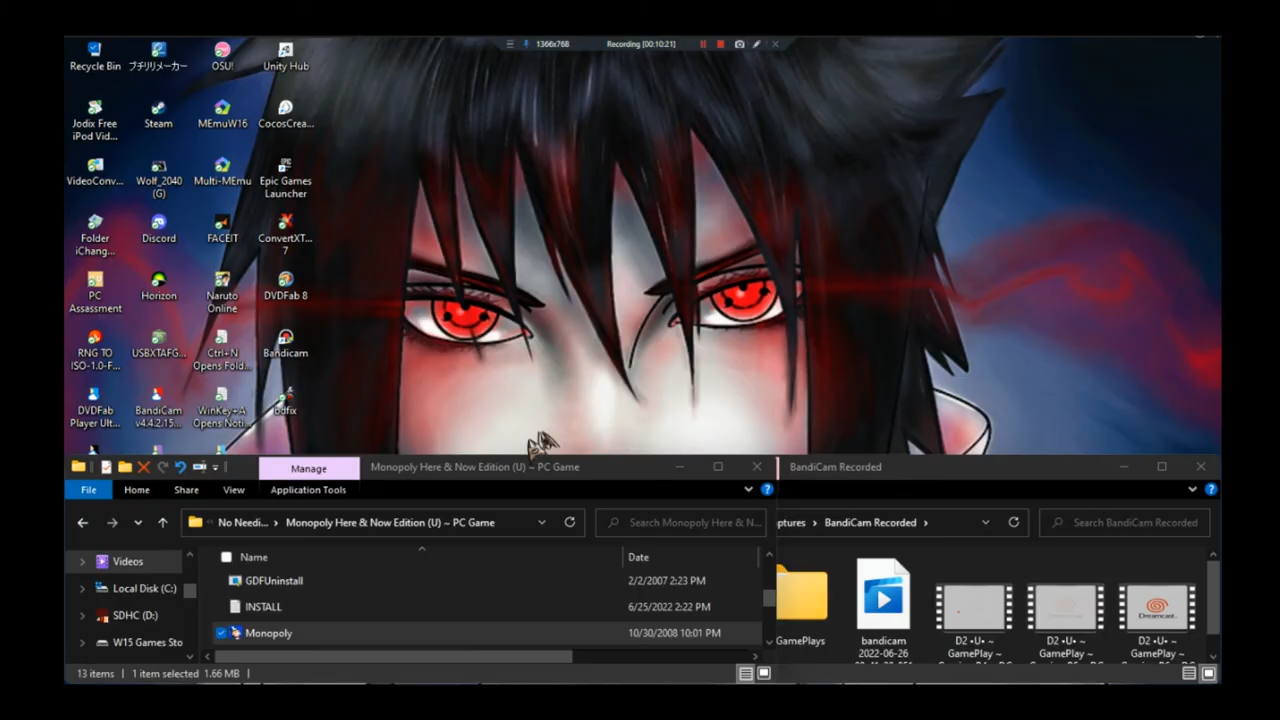 1366x768
Recording [00:10:21]
Recycle Bin
プチリリメーカー
OSU!
Unity Hub
Jodix Free
iPod Vid...
Steam
MEmuW16
CocosCrea...
VideoConv...
Wolf_2040
(G)
Multi-MEmu
Epic Games
Launcher
Folder
iChang...
Discord
FACEIT
ConvertXT...
7
PC
Assassment
Horizon
Naruto
Online
DVDFab 8
RNG TO
ISO-1.0-F...
USBXTAFG...
Ctrl+N
Opens Fold...
Bandicam
DVDFab
Player Ult...
BandiCam
v4.4.2.15...
WinKey+A
Opens Noti...
bdfix
Manage
Monopoly Here & Now Edition (U) ~ PC Game
BandiCam Recorded
File
Home
Share
View
Application Tools
No Needi...
Monopoly Here & Now Edition (U) ~ PC Game
Search Monopoly Here & N...
ptures
BandiCam Recorded
Search BandiCam Recorded
Videos
Local Disk (C:)
SDHC (D:)
W15 Games Sto
Name
Date
GDFUninstall
2/2/2007 2:23 PM
INSTALL
6/25/2022 2:22 PM
Monopoly
10/30/2008 10:01 PM
GamePlays
bandicam
2022-06-26
Dreamcast
D2 •U• ~
GamePlay ~
D2 •U• ~
GamePlay ~
D2 •U• ~
GamePlay ~
13 items
1 item selected 1.66 MB